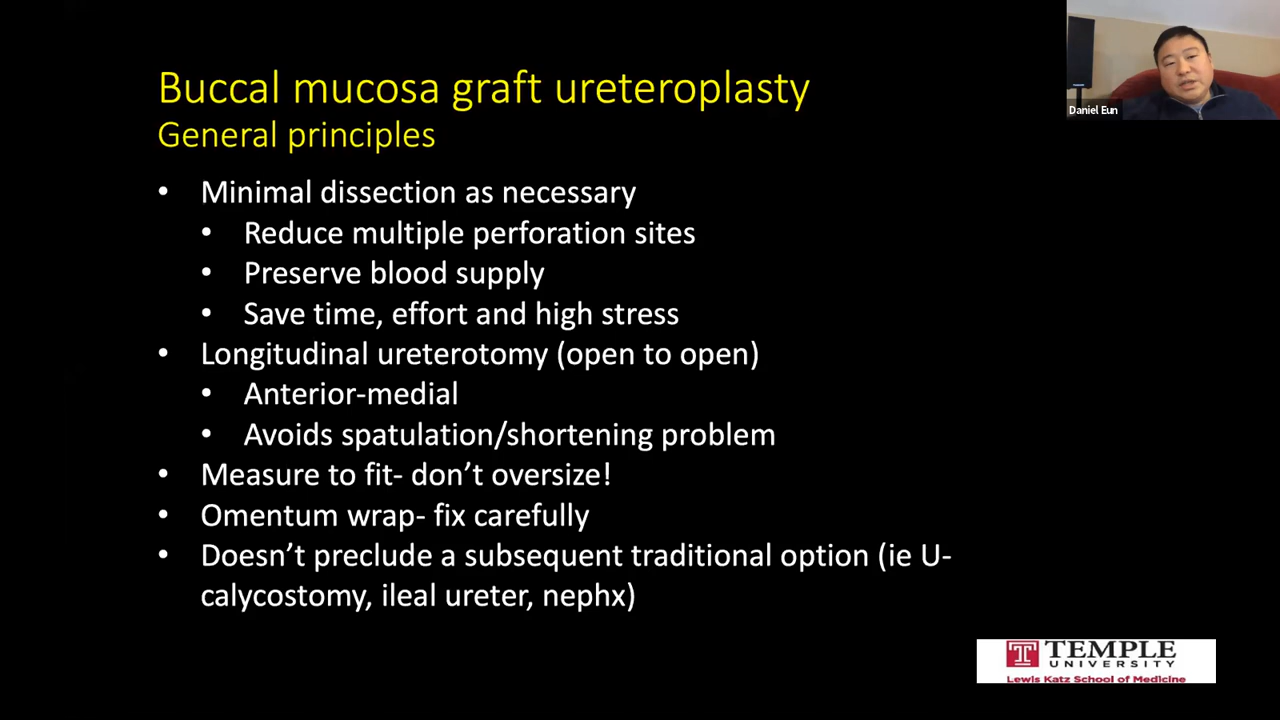 Buccal mucosa graft ureteroplasty
General principles
• Minimal dissection as necessary
• Reduce multiple perforation sites
• Preserve blood supply
• Save time, effort and high stress
• Longitudinal ureterotomy (open to open)
• Anterior-medial
• Avoids spatulation/shortening problem
• Measure to fit- don’t oversize!
• Omentum wrap- fix carefully
• Doesn’t preclude a subsequent traditional option (ie U-
calycostomy, ileal ureter, nephx)
Daniel Eun
TEMPLE
UNIVERSITY
Lewis Katz School of Medicine